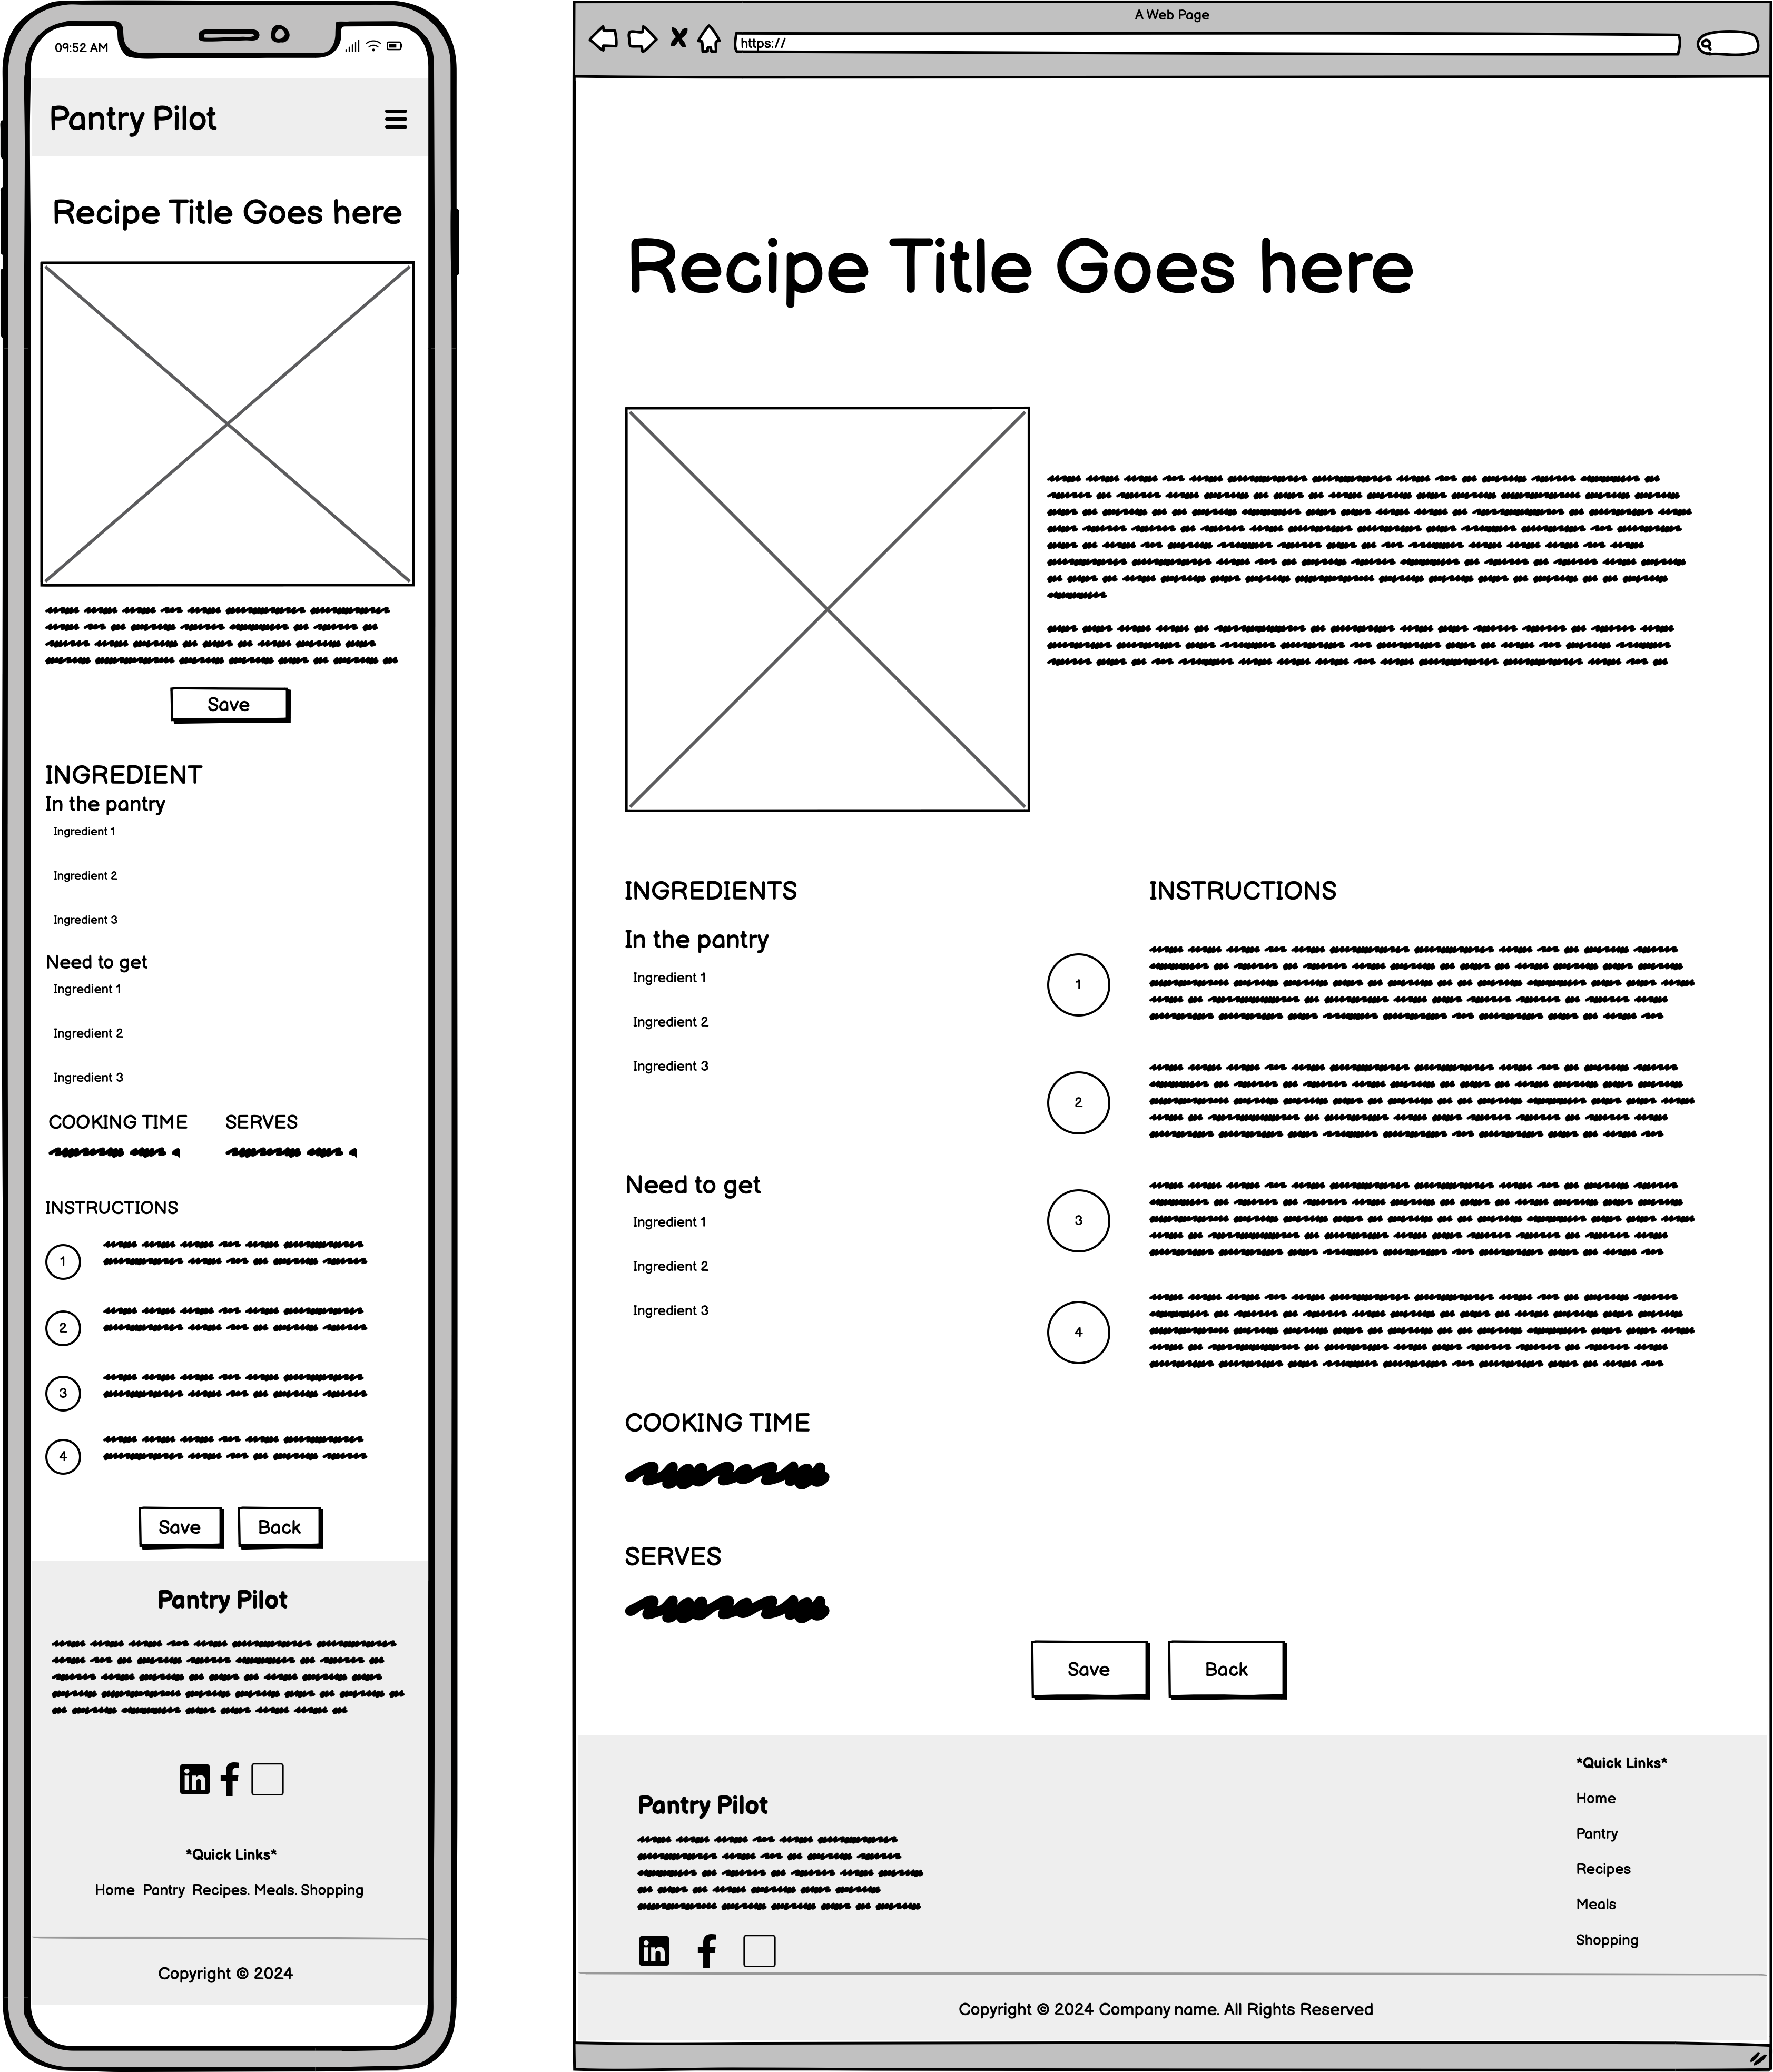 09:52 AM
Pantry Pilot
Recipe Title Goes here
Save
INGREDIENT
In the pantry
Ingredient 1
Ingredient 2
Ingredient 3
Need to get
Ingredient 1
Ingredient 2
Ingredient 3
COOKING TIME SERVES
INSTRUCTIONS
1
2
3
4
Save Back
Pantry Pilot
in f
*Quick Links*
Home Pantry Recipes. Meals. Shopping
Copyright © 2024
A Web Page
https://
Recipe Title Goes here
INGREDIENTS
In the pantry
Ingredient 1
Ingredient 2
Ingredient 3
Need to get
Ingredient 1
Ingredient 2
Ingredient 3
COOKING TIME
SERVES
INSTRUCTIONS
1
2
3
4
Save Back
Pantry Pilot
in f
*Quick Links*
Home
Pantry
Recipes
Meals
Shopping
Copyright © 2024 Company name. All Rights Reserved